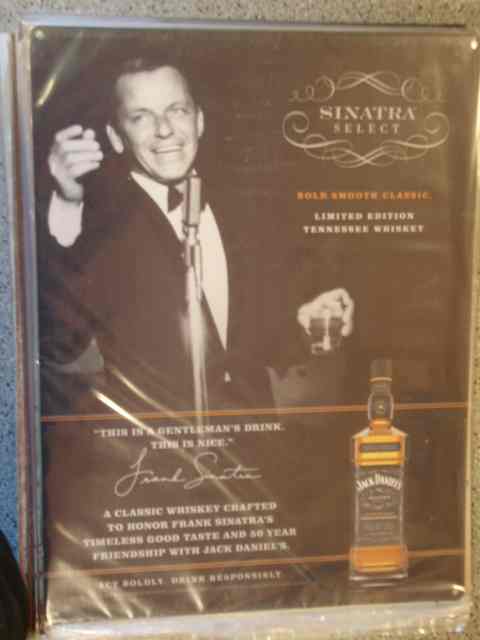 SINATRA
SELECT
BOLD. SMOOTH. CLASSIC.
LIMITED EDITION
TENNESSEE WHISKEY
"THIS IS A GENTLEMAN'S DRINK.
THIS IS NICE."
Frank Sinatra
A CLASSIC WHISKEY CRAFTED
TO HONOR FRANK SINATRA'S
TIMELESS GOOD TASTE AND 50 YEAR
FRIENDSHIP WITH JACK DANIEL'S.
ACT BOLDLY. DRINK RESPONSIBLY.
JACK DANIEL'S